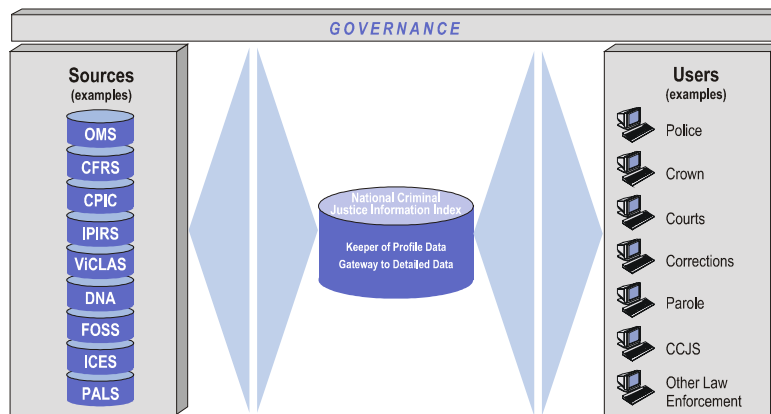 GOVERNANCE
Sources
(examples)
OMS
CFRS
CPIC
IPIRS
ViCLAS
DNA
FOSS
ICES
PALS
National Criminal
Justice Information Index
Keeper of Profile Data
Gateway to Detailed Data
Users
(examples)
Police
Crown
Courts
Corrections
Parole
CCJS
Other Law
Enforcement